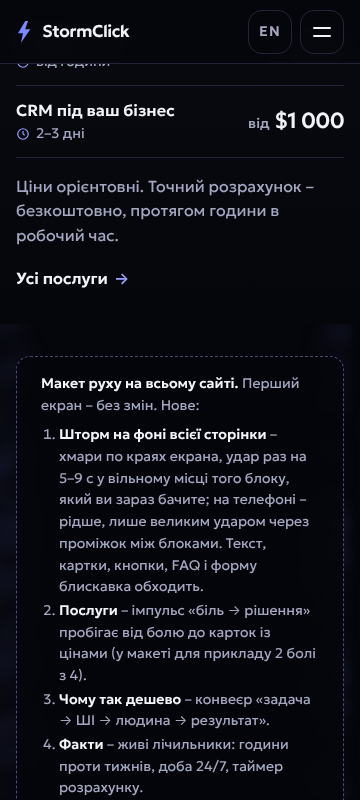 StormClick
EN
від години
CRM під ваш бізнес
від $1 000
2–3 дні
Ціни орієнтовні. Точний розрахунок –
безкоштовно, протягом години в
робочий час.
Усі послуги →
Макет руху на всьому сайті. Перший
екран – без змін. Нове:
1. Шторм на фоні всієї сторінки –
хмари по краях екрана, удар раз на
5–9 с у вільному місці того блоку,
який ви зараз бачите; на телефоні –
рідше, лише великим ударом через
проміжок між блоками. Текст,
картки, кнопки, FAQ і форму
блискавка обходить.
2. Послуги – імпульс «біль → рішення»
пробігає від болю до карток із
цінами (у макеті для прикладу 2 болі
з 4).
3. Чому так дешево – конвеєр «задача
→ ШІ → людина → результат».
4. Факти – живі лічильники: години
проти тижнів, доба 24/7, таймер
розрахунку.